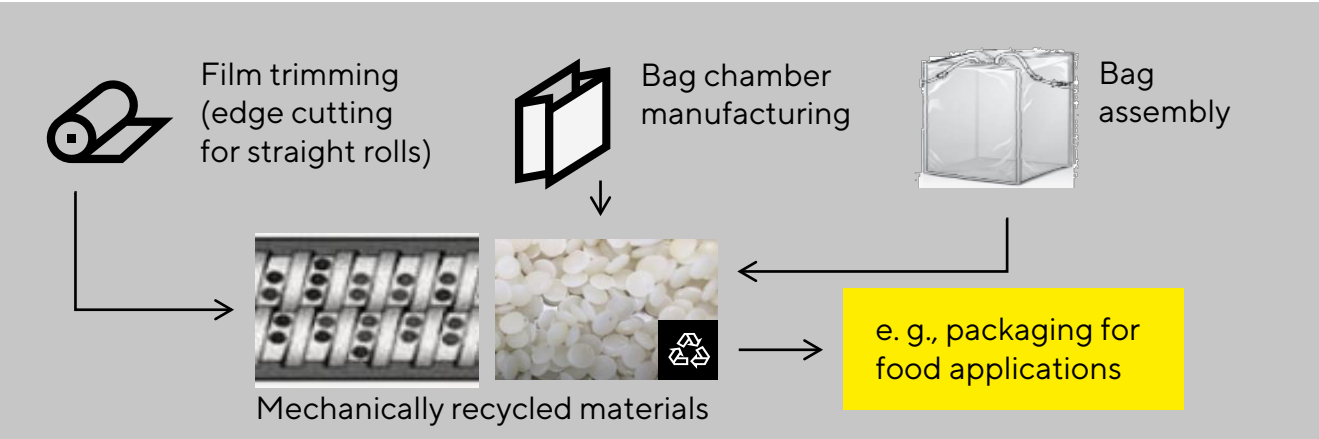 Film trimming
(edge cutting
for straight rolls)
Bag chamber
manufacturing
Bag
assembly
e. g., packaging for
food applications
Mechanically recycled materials